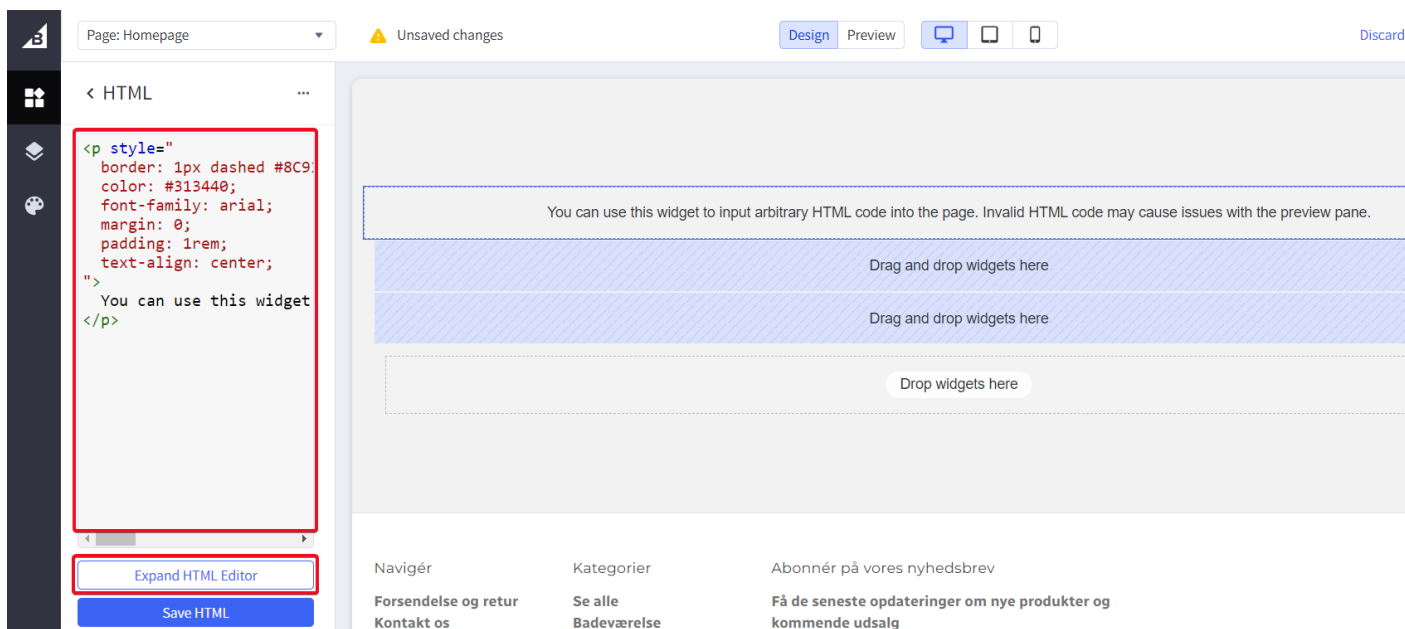 B
Page: Homepage
Unsaved changes
Design
Preview
Discard
HTML
<p style="
border: 1px dashed #8C9
color: #313440;
font-family: arial;
margin: 0;
padding: 1rem;
text-align: center;
">
You can use this widget
</p>
Expand HTML Editor
Save HTML
You can use this widget to input arbitrary HTML code into the page. Invalid HTML code may cause issues with the preview pane.
Drag and drop widgets here
Drag and drop widgets here
Drop widgets here
Navigér
Forsendelse og retur
Kontakt os
Kategorier
Se alle
Badeværelse
Abonnér på vores nyhedsbrev
Få de seneste opdateringer om nye produkter og
kommende udsalg